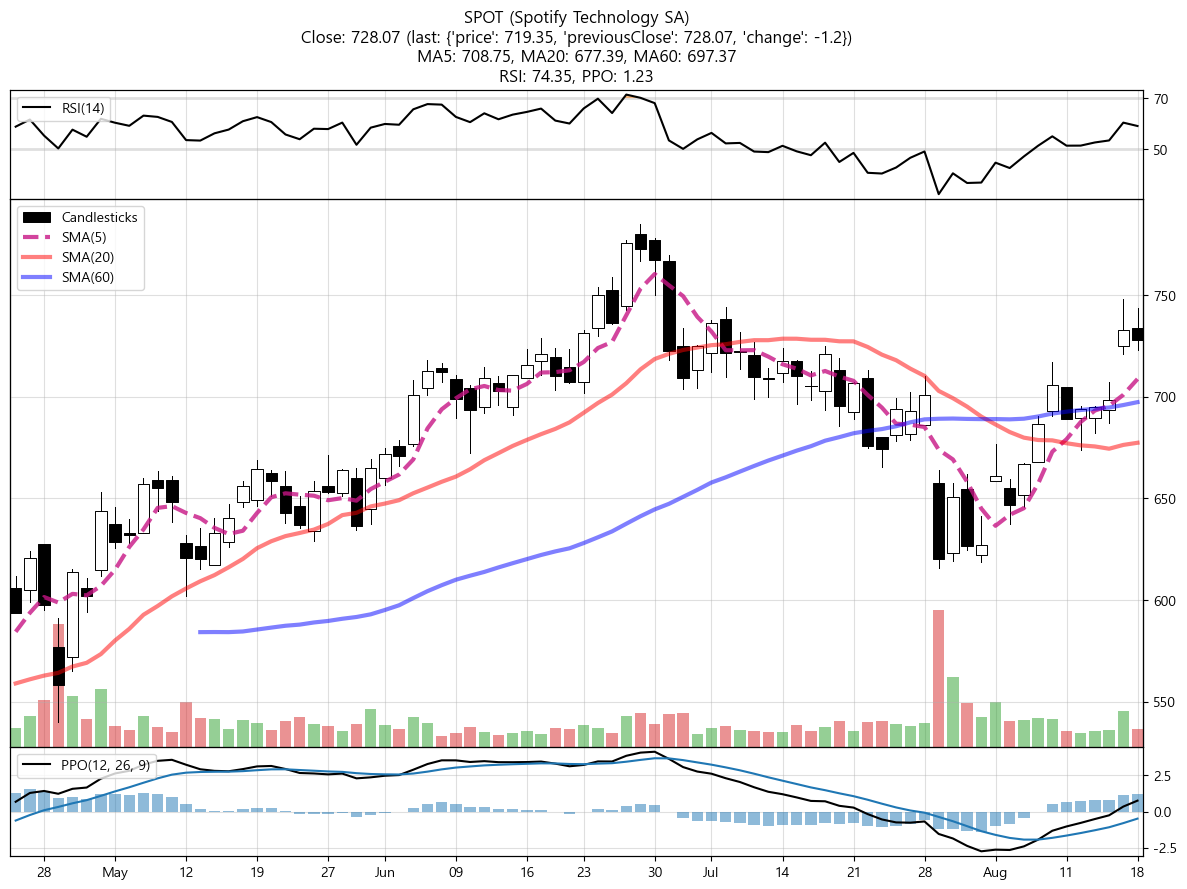 SPOT (Spotify Technology SA)
Close: 728.07 (last: {'price': 719.35, 'previousClose': 728.07, 'change': -1.2})
MA5: 708.75, MA20: 677.39, MA60: 697.37
RSI: 74.35, PPO: 1.23
RSI(14)
70
50
Candlesticks
SMA(5)
SMA(20)
SMA(60)
750
700
650
600
550
PPO(12, 26, 9)
2.5
0.0
-2.5
28 May 12 19 27 Jun 09 16 23 30 Jul 14 21 28 Aug 11 18